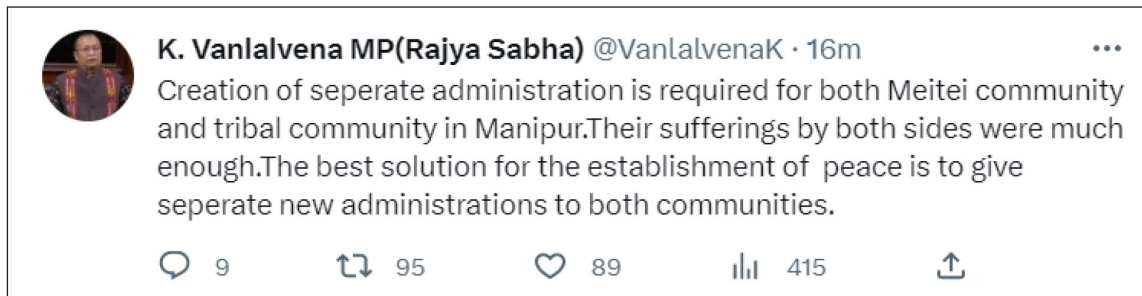 K. Vanlalvena MP(Rajya Sabha) @VanlalvenaK · 16m
Creation of seperate administration is required for both Meitei community
and tribal community in Manipur.Their sufferings by both sides were much
enough.The best solution for the establishment of  peace is to give
seperate new administrations to both communities.
9 95 89 415